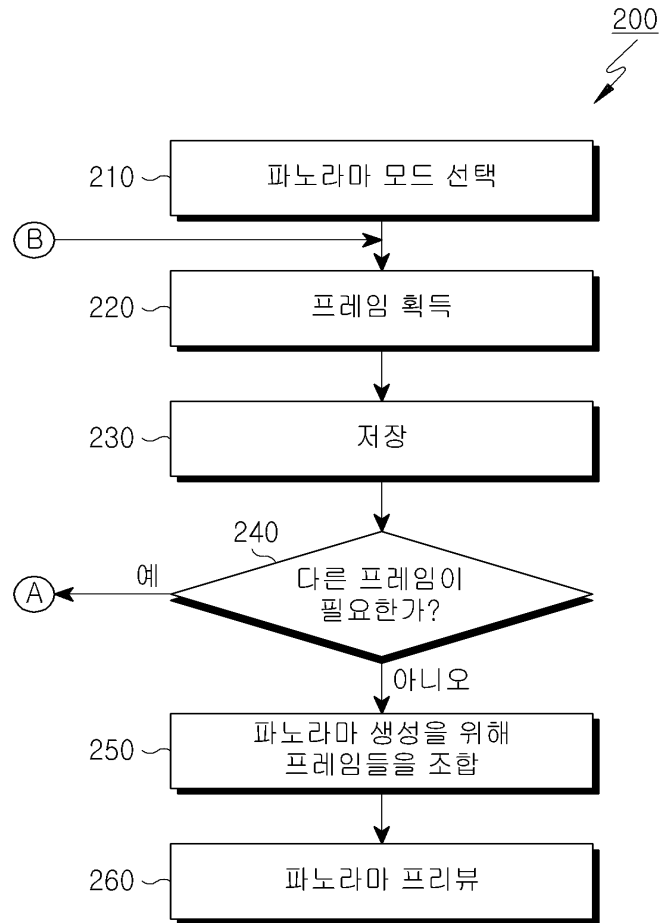 200
210
파노라마 모드 선택
B
220
프레임 획득
230
저장
240
예
다른 프레임이
필요한가?
A
아니오
250
파노라마 생성을 위해
프레임들을 조합
260
파노라마 프리뷰